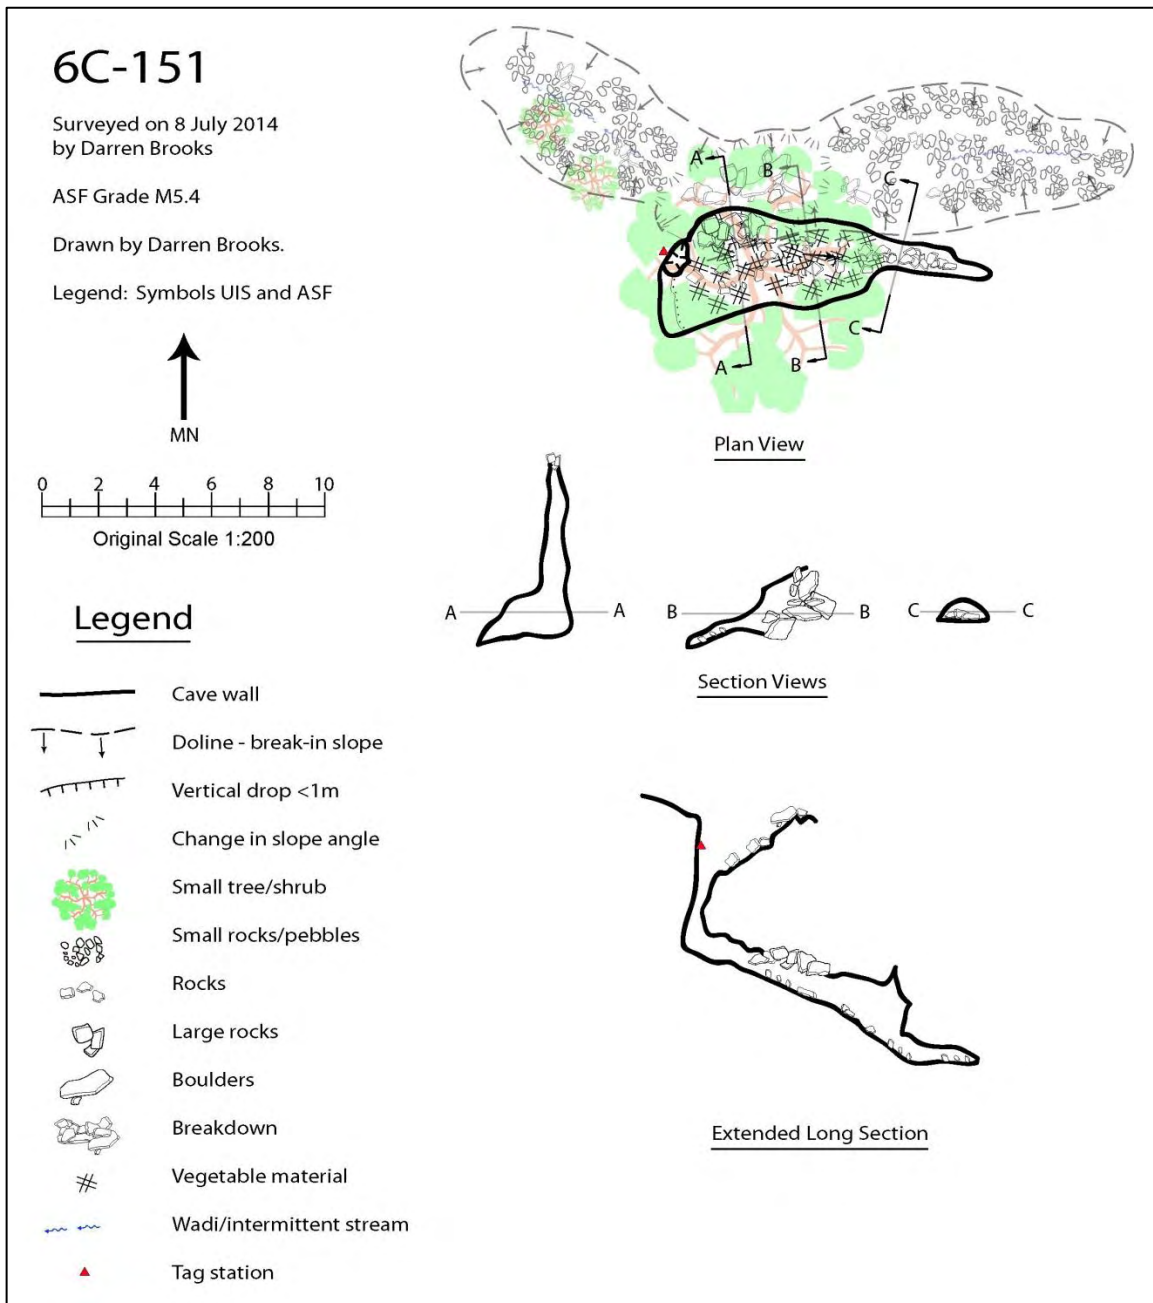 6C-151
Surveyed on 8 July 2014
by Darren Brooks
ASF Grade M5.4
Drawn by Darren Brooks.
Legend: Symbols UIS and ASF
MN
0 2 4 6 8 10
Original Scale 1:200
A B C
A B C
Plan View
A A B B C C
Section Views
Legend
Cave wall
Doline - break-in slope
Vertical drop <1m
Change in slope angle
Small tree/shrub
Small rocks/pebbles
Rocks
Large rocks
Boulders
Breakdown
Vegetable material
Wadi/intermittent stream
Tag station
Extended Long Section